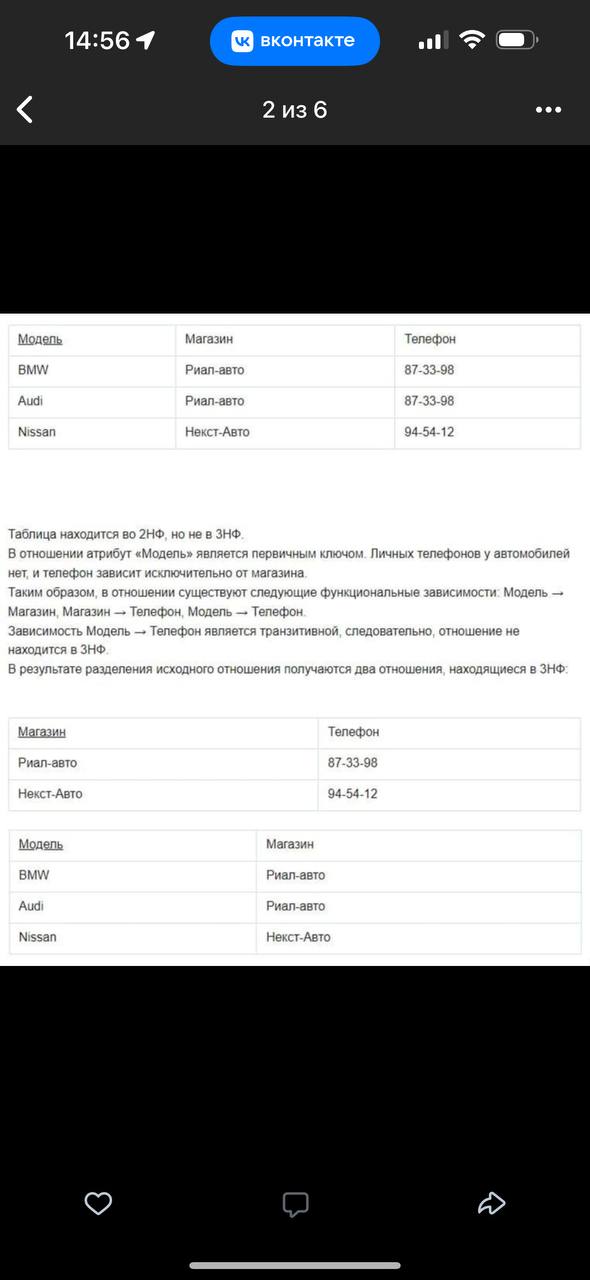 14:56
вконтакте
2 из 6
Модель Магазин Телефон
BMW Риал-авто 87-33-98
Audi Риал-авто 87-33-98
Nissan Некст-Авто 94-54-12
Таблица находится во 2НФ, но не в 3НФ.
В отношении атрибут «Модель» является первичным ключом. Личных телефонов у автомобилей
нет, и телефон зависит исключительно от магазина.
Таким образом, в отношении существуют следующие функциональные зависимости: Модель →
Магазин, Магазин → Телефон, Модель → Телефон.
Зависимость Модель → Телефон является транзитивной, следовательно, отношение не
находится в 3НФ.
В результате разделения исходного отношения получаются два отношения, находящиеся в 3НФ:
Магазин Телефон
Риал-авто 87-33-98
Некст-Авто 94-54-12
Модель Магазин
BMW Риал-авто
Audi Риал-авто
Nissan Некст-Авто